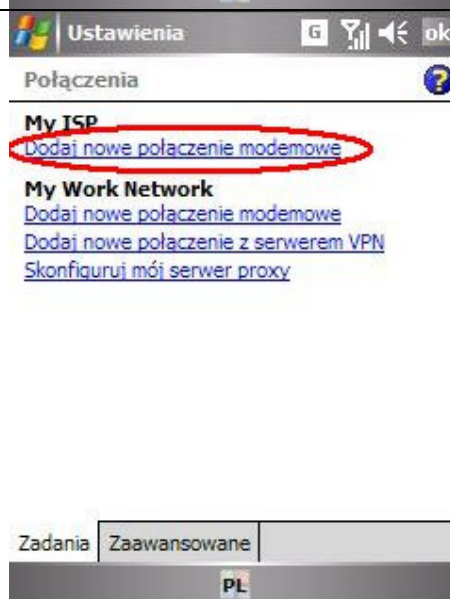 Ustawienia G ok
Połączenia ?
My ISP
Dodaj nowe połączenie modemowe
My Work Network
Dodaj nowe połączenie modemowe
Dodaj nowe połączenie z serwerem VPN
Skonfiguruj mój serwer proxy
Zadania Zaawansowane
PL